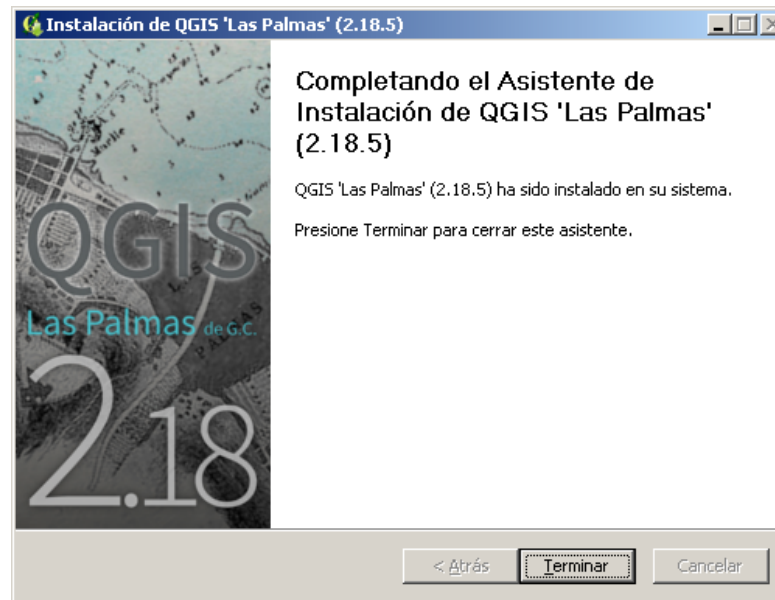 Instalación de QGIS 'Las Palmas' (2.18.5)
Completando el Asistente de
Instalación de QGIS 'Las Palmas'
(2.18.5)
QGIS 'Las Palmas' (2.18.5) ha sido instalado en su sistema.
Presione Terminar para cerrar este asistente.
QGIS
Las Palmas de G.C.
2.18
LAS
PALMAS
< Atrás
Terminar
Cancelar